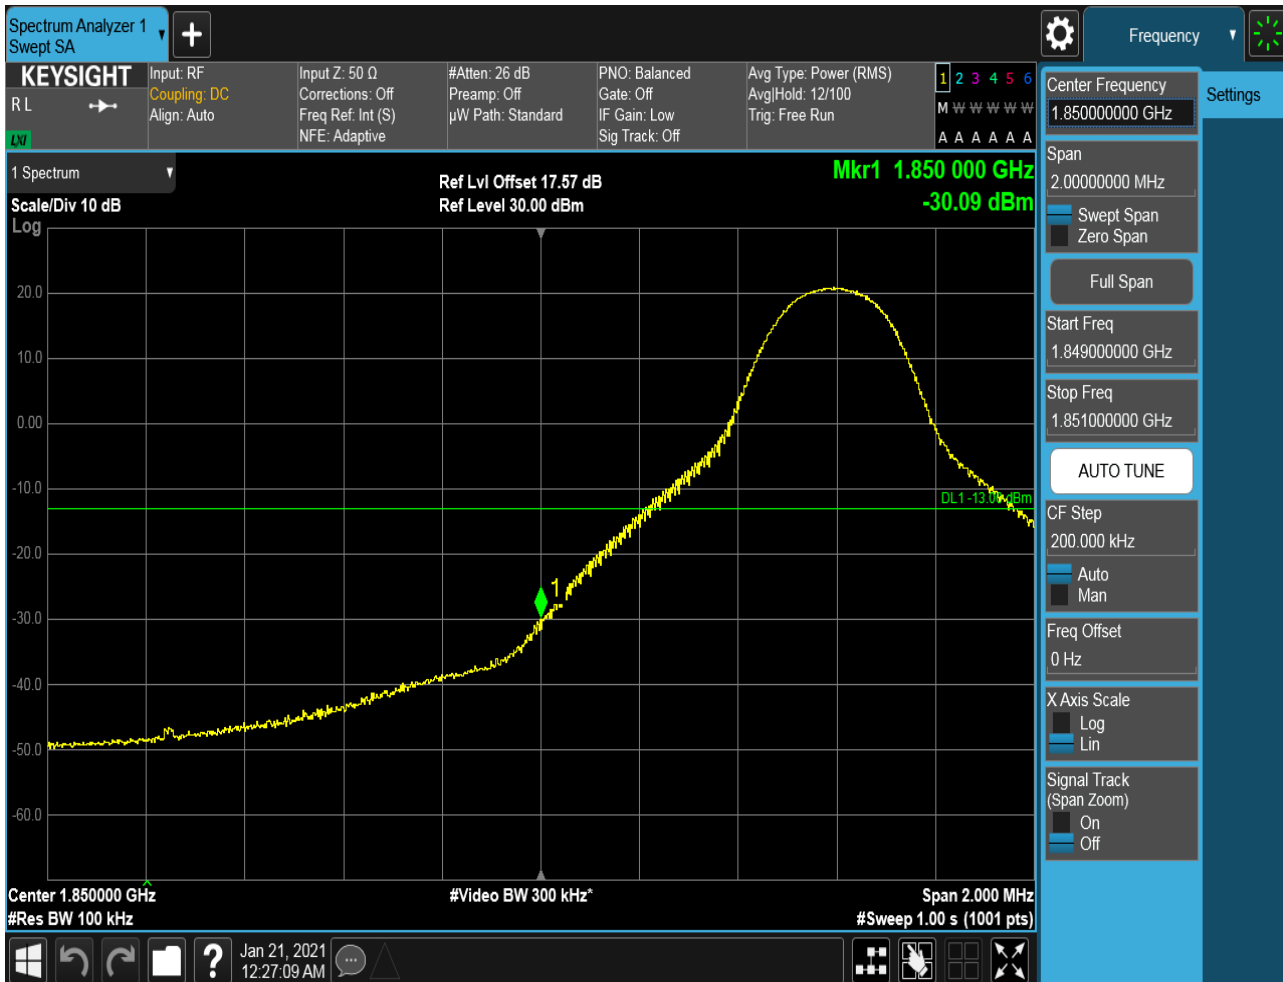 Spectrum Analyzer 1
Swept SA
Frequency
KEYSIGHT
R L
LXI
Input: RF
Coupling: DC
Align: Auto
Input Z: 50 Ω
Corrections: Off
Freq Ref: Int (S)
NFE: Adaptive
#Atten: 26 dB
Preamp: Off
µW Path: Standard
PNO: Balanced
Gate: Off
IF Gain: Low
Sig Track: Off
Avg Type: Power (RMS)
Avg|Hold: 12/100
Trig: Free Run
1 2 3 4 5 6
M W W W W W
A A A A A A
1 Spectrum
Scale/Div 10 dB
Log
Ref Lvl Offset 17.57 dB
Ref Level 30.00 dBm
Mkr1 1.850 000 GHz
-30.09 dBm
20.0
10.0
0.00
-10.0
-20.0
-30.0
-40.0
-50.0
-60.0
DL1 -13.00 dBm
1
Center 1.850000 GHz
#Res BW 100 kHz
#Video BW 300 kHz*
Span 2.000 MHz
#Sweep 1.00 s (1001 pts)
Jan 21, 2021
12:27:09 AM
Center Frequency
1.850000000 GHz
Settings
Span
2.00000000 MHz
Swept Span
Zero Span
Full Span
Start Freq
1.849000000 GHz
Stop Freq
1.851000000 GHz
AUTO TUNE
CF Step
200.000 kHz
Auto
Man
Freq Offset
0 Hz
X Axis Scale
Log
Lin
Signal Track
(Span Zoom)
On
Off